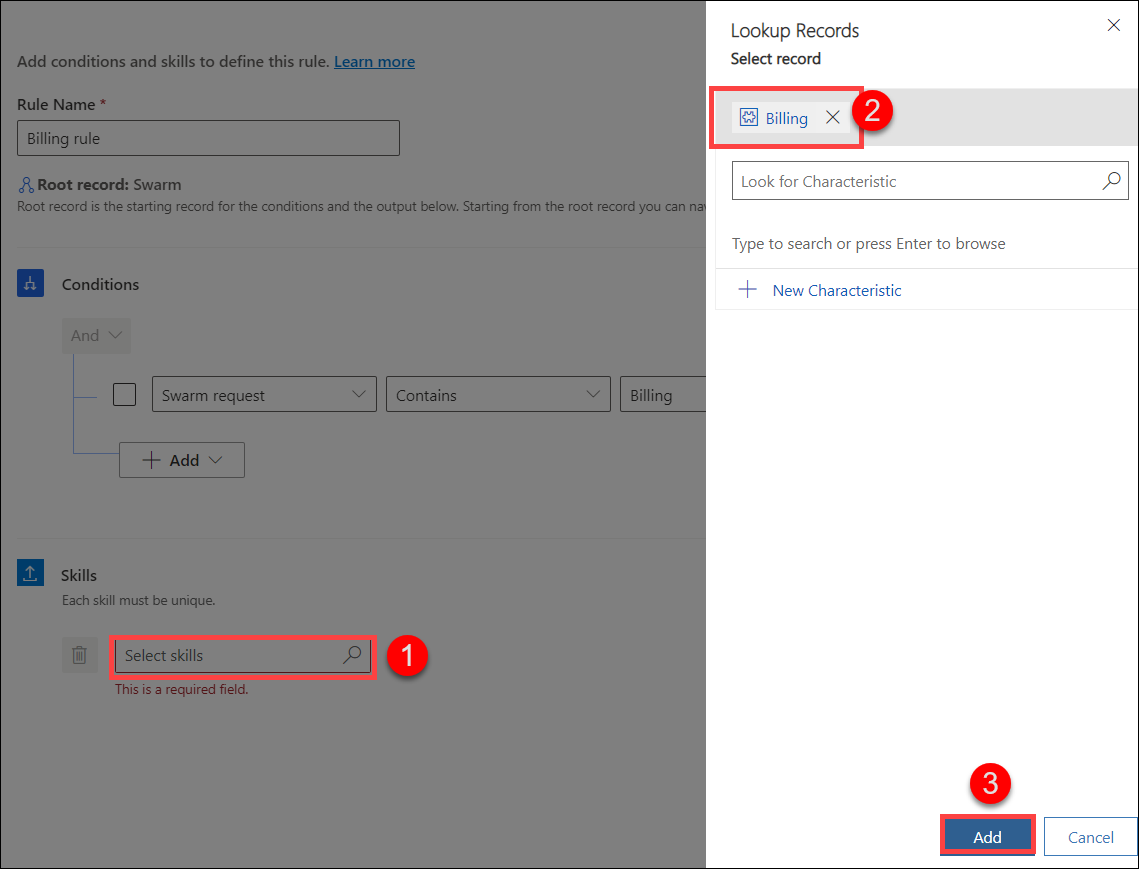 Add conditions and skills to define this rule. Learn more
Rule Name *
Billing rule
Root record: Swarm
Root record is the starting record for the conditions and the output below. Starting from the root record you can
Conditions
And
Swarm request
Contains
Billing
Add
Skills
Each skill must be unique.
Select skills
1
This is a required field.
Lookup Records
Select record
Billing
2
Look for Characteristic
Type to search or press Enter to browse
New Characteristic
3
Add
Cancel